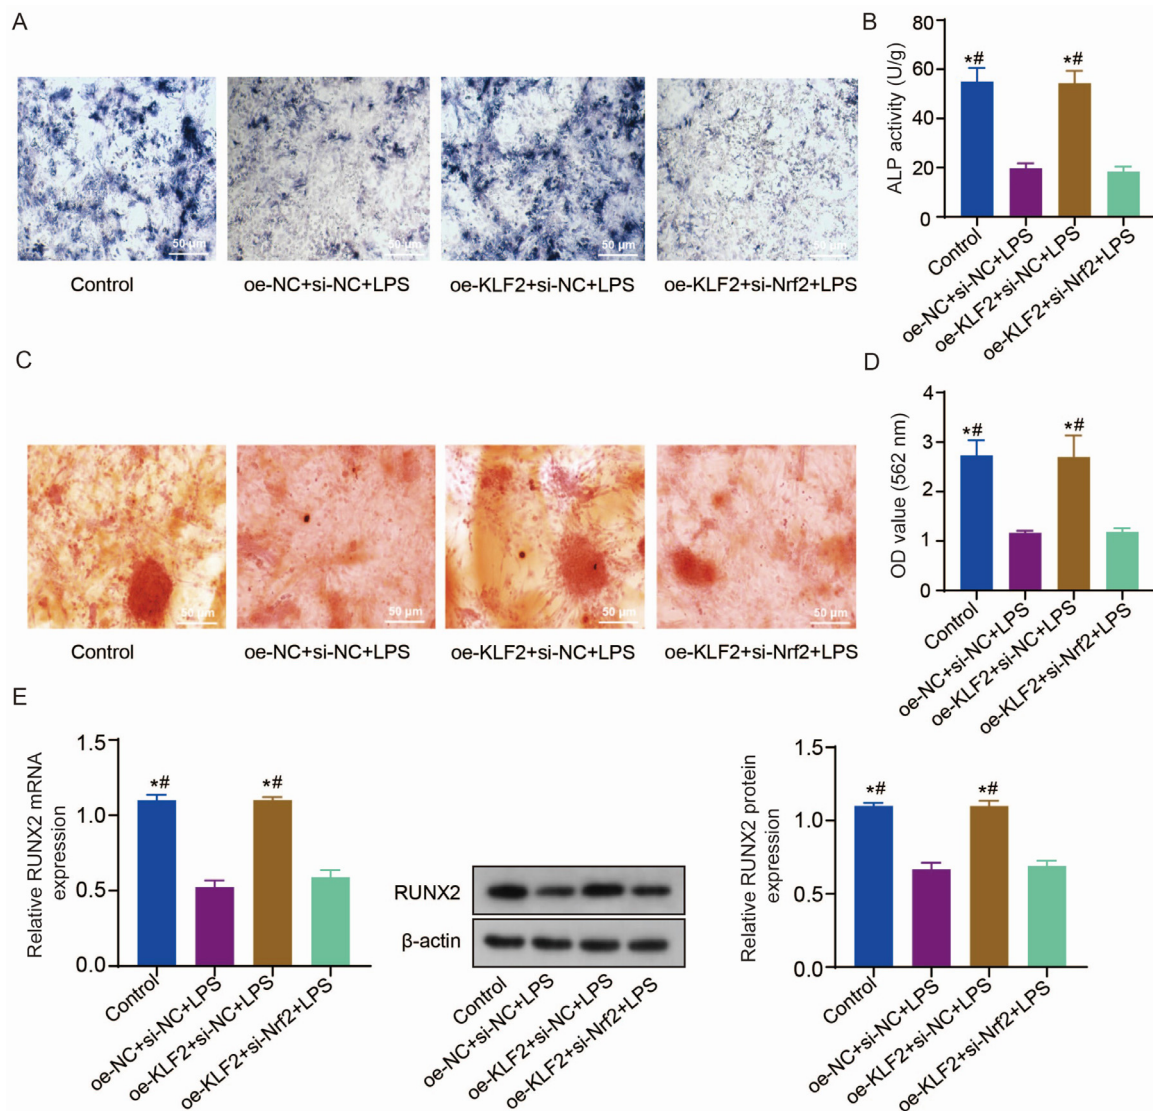 A
50 μm
50 μm
50 μm
50 μm
Control
oe-NC+si-NC+LPS
oe-KLF2+si-NC+LPS
oe-KLF2+si-Nrf2+LPS
B
ALP activity (U/g)
80
60
40
20
0
*#
*#
Control
oe-NC+si-NC+LPS
oe-KLF2+si-NC+LPS
oe-KLF2+si-Nrf2+LPS
C
50 μm
50 μm
50 μm
50 μm
Control
oe-NC+si-NC+LPS
oe-KLF2+si-NC+LPS
oe-KLF2+si-Nrf2+LPS
D
OD value (562 nm)
4
3
2
1
0
*#
*#
Control
oe-NC+si-NC+LPS
oe-KLF2+si-NC+LPS
oe-KLF2+si-Nrf2+LPS
E
Relative RUNX2 mRNA
expression
1.5
1.0
0.5
0.0
*#
*#
Control
oe-NC+si-NC+LPS
oe-KLF2+si-NC+LPS
oe-KLF2+si-Nrf2+LPS
RUNX2
β-actin
Control
oe-NC+si-NC+LPS
oe-KLF2+si-NC+LPS
oe-KLF2+si-Nrf2+LPS
Relative RUNX2 protein
expression
1.5
1.0
0.5
0.0
*#
*#
Control
oe-NC+si-NC+LPS
oe-KLF2+si-NC+LPS
oe-KLF2+si-Nrf2+LPS